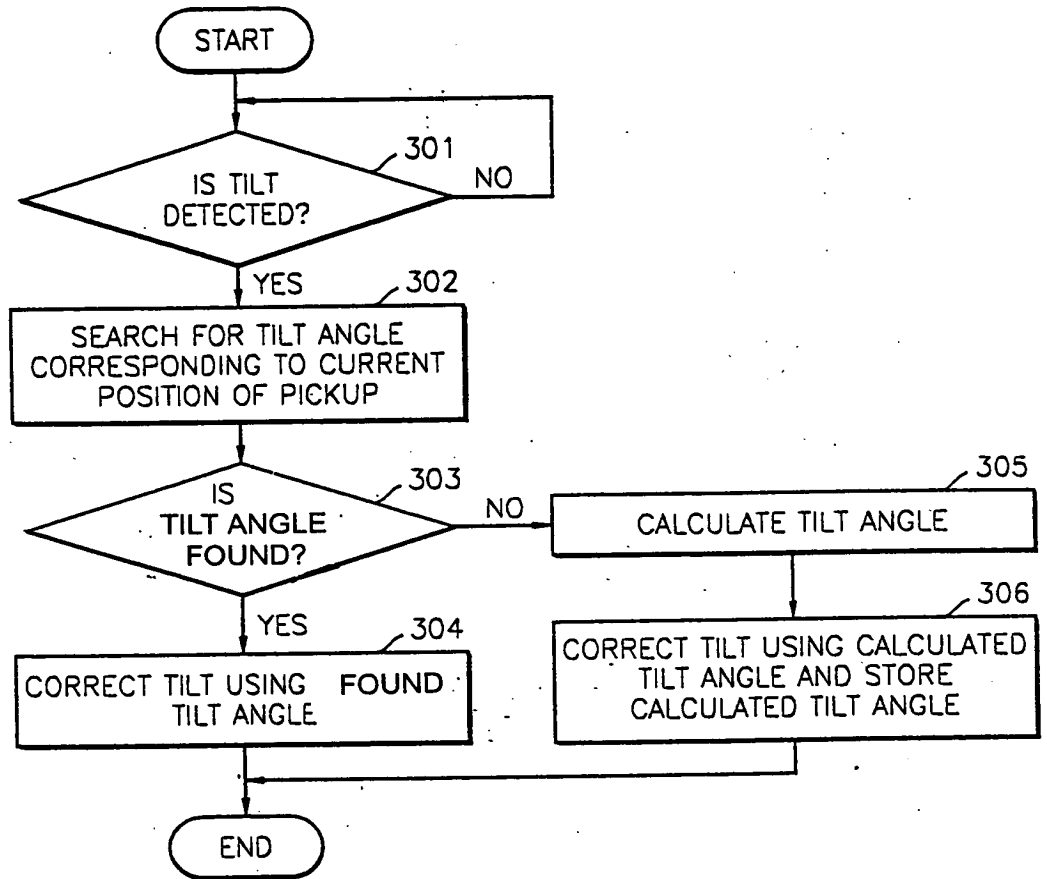 START
301
IS TILT
DETECTED?
NO
YES
302
SEARCH FOR TILT ANGLE
CORRESPONDING TO CURRENT
POSITION OF PICKUP
303
IS
TILT ANGLE
FOUND?
NO
305
CALCULATE TILT ANGLE
YES
304
CORRECT TILT USING FOUND
TILT ANGLE
306
CORRECT TILT USING CALCULATED
TILT ANGLE AND STORE
CALCULATED TILT ANGLE
END